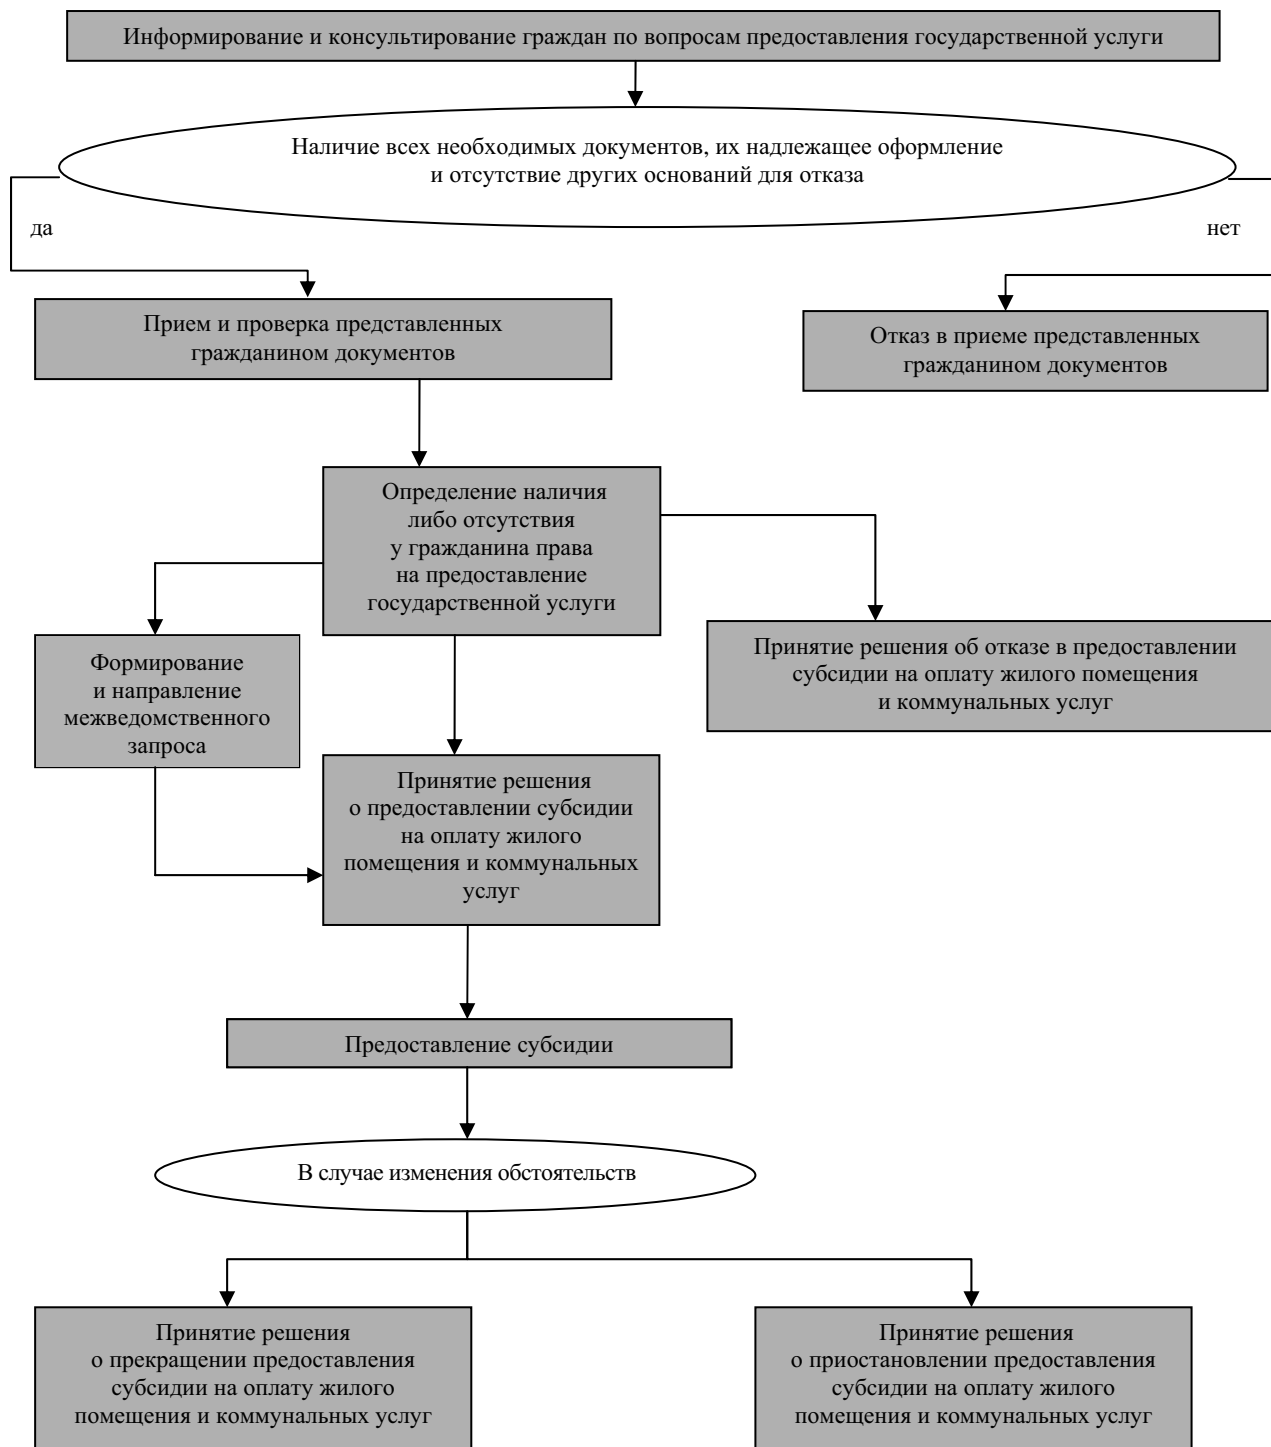 Информирование и консультирование граждан по вопросам предоставления государственной услуги
Наличие всех необходимых документов, их надлежащее оформление
и отсутствие других оснований для отказа
да
нет
Прием и проверка представленных
гражданином документов
Отказ в приеме представленных
гражданином документов
Определение наличия
либо отсутствия
у гражданина права
на предоставление
государственной услуги
Принятие решения об отказе в предоставлении
субсидии на оплату жилого помещения
и коммунальных услуг
Формирование
и направление
межведомственного
запроса
Принятие решения
о предоставлении субсидии
на оплату жилого
помещения и коммунальных
услуг
Предоставление субсидии
В случае изменения обстоятельств
Принятие решения
о прекращении предоставления
субсидии на оплату жилого
помещения и коммунальных услуг
Принятие решения
о приостановлении предоставления
субсидии на оплату жилого
помещения и коммунальных услуг